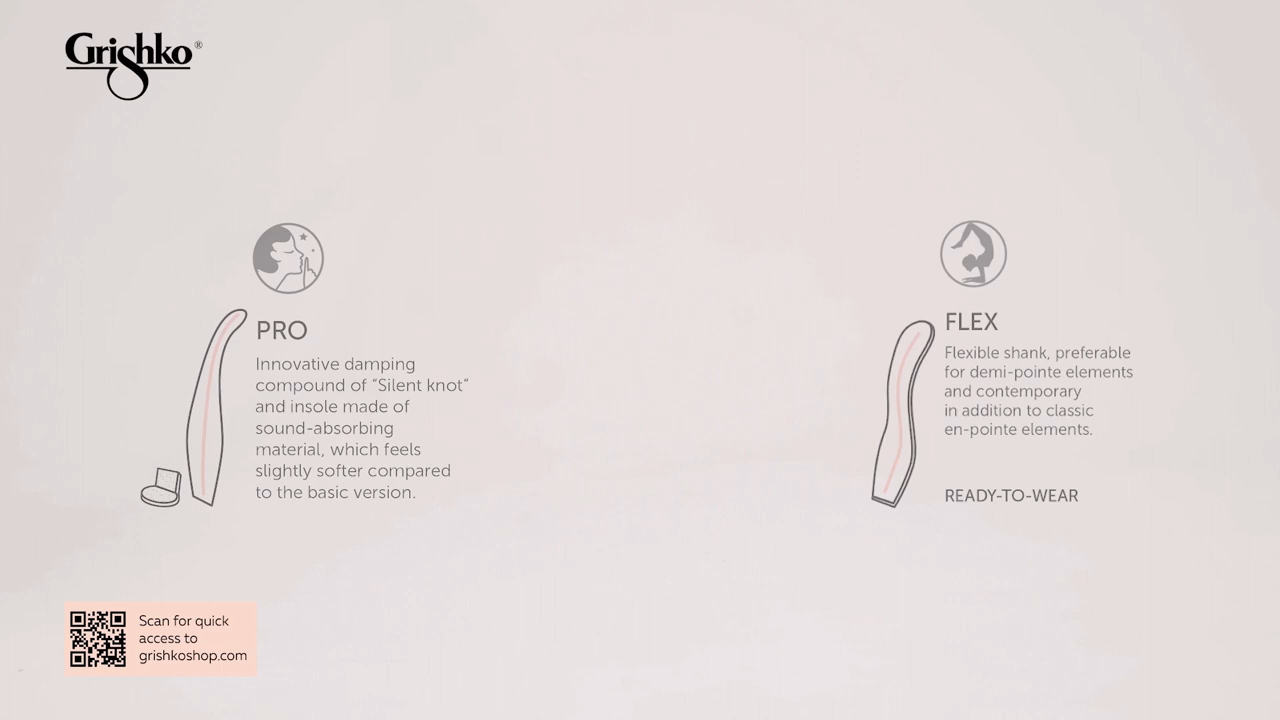 Grishko®
PRO
Innovative damping
compound of “Silent knot“
and insole made of
sound-absorbing
material, which feels
slightly softer compared
to the basic version.
FLEX
Flexible shank, preferable
for demi-pointe elements
and contemporary
in addition to classic
en-pointe elements.
READY-TO-WEAR
Scan for quick
access to
grishkoshop.com